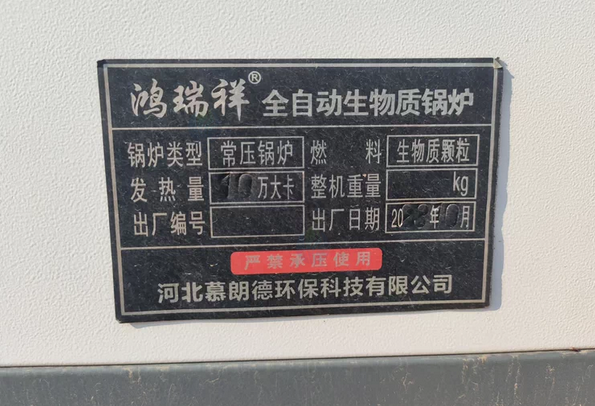 鸿瑞祥® 全自动生物质锅炉
锅炉类型 常压锅炉 燃料 生物质颗粒
发热量 10万大卡 整机重量 kg
出厂编号 出厂日期 20 年 月
严禁承压使用
河北慕朗德环保科技有限公司